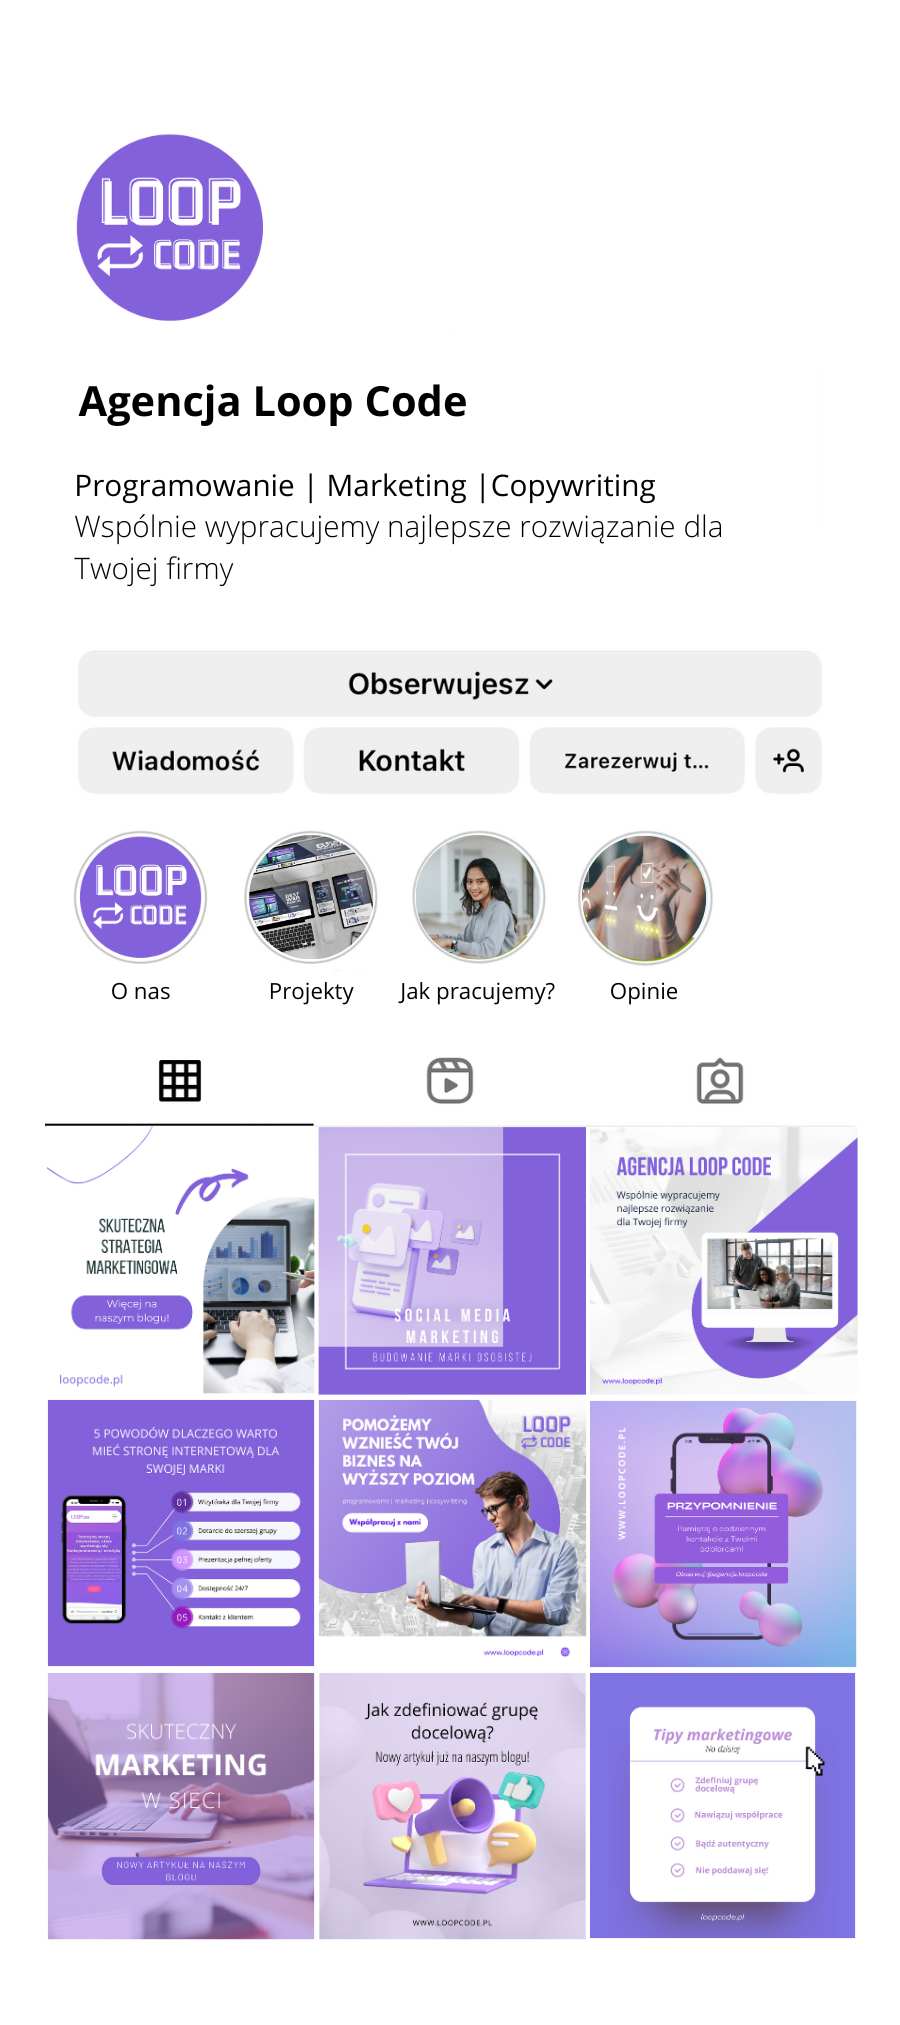 LOOP
CODE
Agencja Loop Code
Programowanie | Marketing |Copywriting
Wspólnie wypracujemy najlepsze rozwiązanie dla
Twojej firmy
Obserwujesz
Wiadomość
Kontakt
Zarezerwuj t...
LOOP
CODE
O nas
Projekty
Jak pracujemy?
Opinie
SKUTECZNA
STRATEGIA
MARKETINGOWA
Więcej na
naszym blogu!
loopcode.pl
SOCIAL MEDIA
MARKETING
BUDOWANIE MARKI OSOBISTEJ
AGENCJA LOOP CODE
Wspólnie wypracujemy
najlepsze rozwiązanie
dla Twojej firmy
www.loopcode.pl
5 POWODÓW DLACZEGO WARTO
MIEĆ STRONĘ INTERNETOWĄ DLA
SWOJEJ MARKI
01 Wizytówka dla Twojej firmy
02 Dotarcie do szerszej grupy
03 Prezentacja pełnej oferty
04 Dostępność 24/7
05 Kontakt z klientem
POMOŻEMY
WZNIEŚĆ TWÓJ
BIZNES NA
WYŻSZY POZIOM
programowanie | marketing | copywriting
Współpracuj z nami
LOOP
CODE
www.loopcode.pl
WWW.LOOPCODE.PL
PRZYPOMNIENIE
Pamiętaj o codziennym
kontakcie z Twoimi
odbiorcami!
Obserwuj @agencja.loopcode
SKUTECZNY
MARKETING
W SIECI
NOWY ARTYKUŁ NA NASZYM
BLOGU
Jak zdefiniować grupę
docelową?
Nowy artykuł już na naszym blogu!
WWW.LOOPCODE.PL
Tipy marketingowe
Na dzisiaj
Zdefiniuj grupę
docelową
Nawiązuj współprace
Bądź autentyczny
Nie poddawaj się!
loopcode.pl